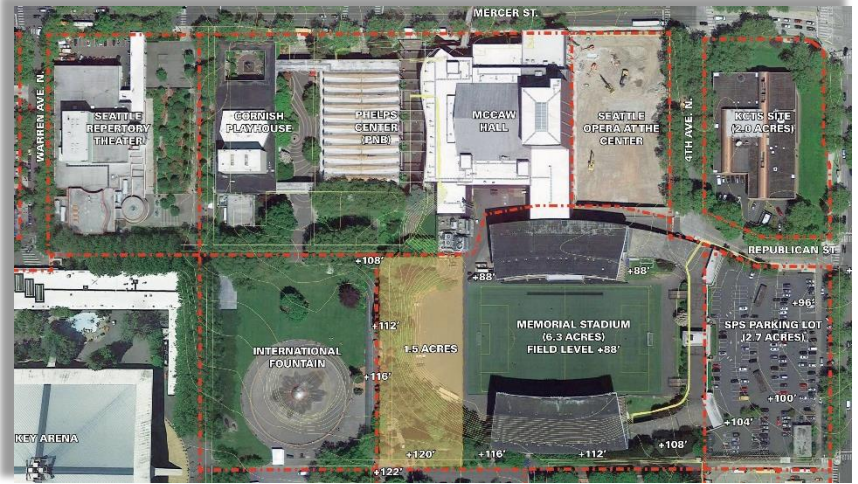 MERCER ST.
WARREN AVE. N.
SEATTLE
REPERTORY
THEATER
CORNISH
PLAYHOUSE
PHELPS
CENTER
(PNB)
MCCAW
HALL
SEATTLE
OPERA AT THE
CENTER
4TH AVE. N.
KCTS SITE
(2.0 ACRES)
REPUBLICAN ST.
+108'
+88'
+88'
+96'
+112'
1.5 ACRES
MEMORIAL STADIUM
(6.3 ACRES)
FIELD LEVEL +88'
SPS PARKING LOT
(2.7 ACRES)
INTERNATIONAL
FOUNTAIN
+116'
+100'
+104'
KEY ARENA
+120'
+116'
+112'
+108'
+122'